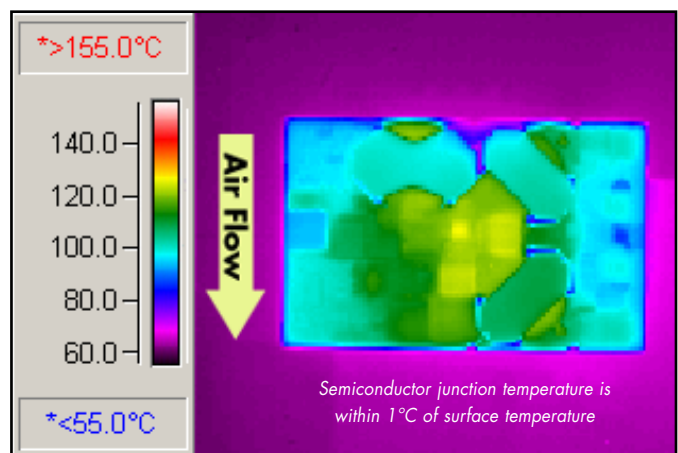 *>155.0°C
140.0
120.0
100.0
80.0
60.0
*<55.0°C
Air Flow
Semiconductor junction temperature is
within 1°C of surface temperature